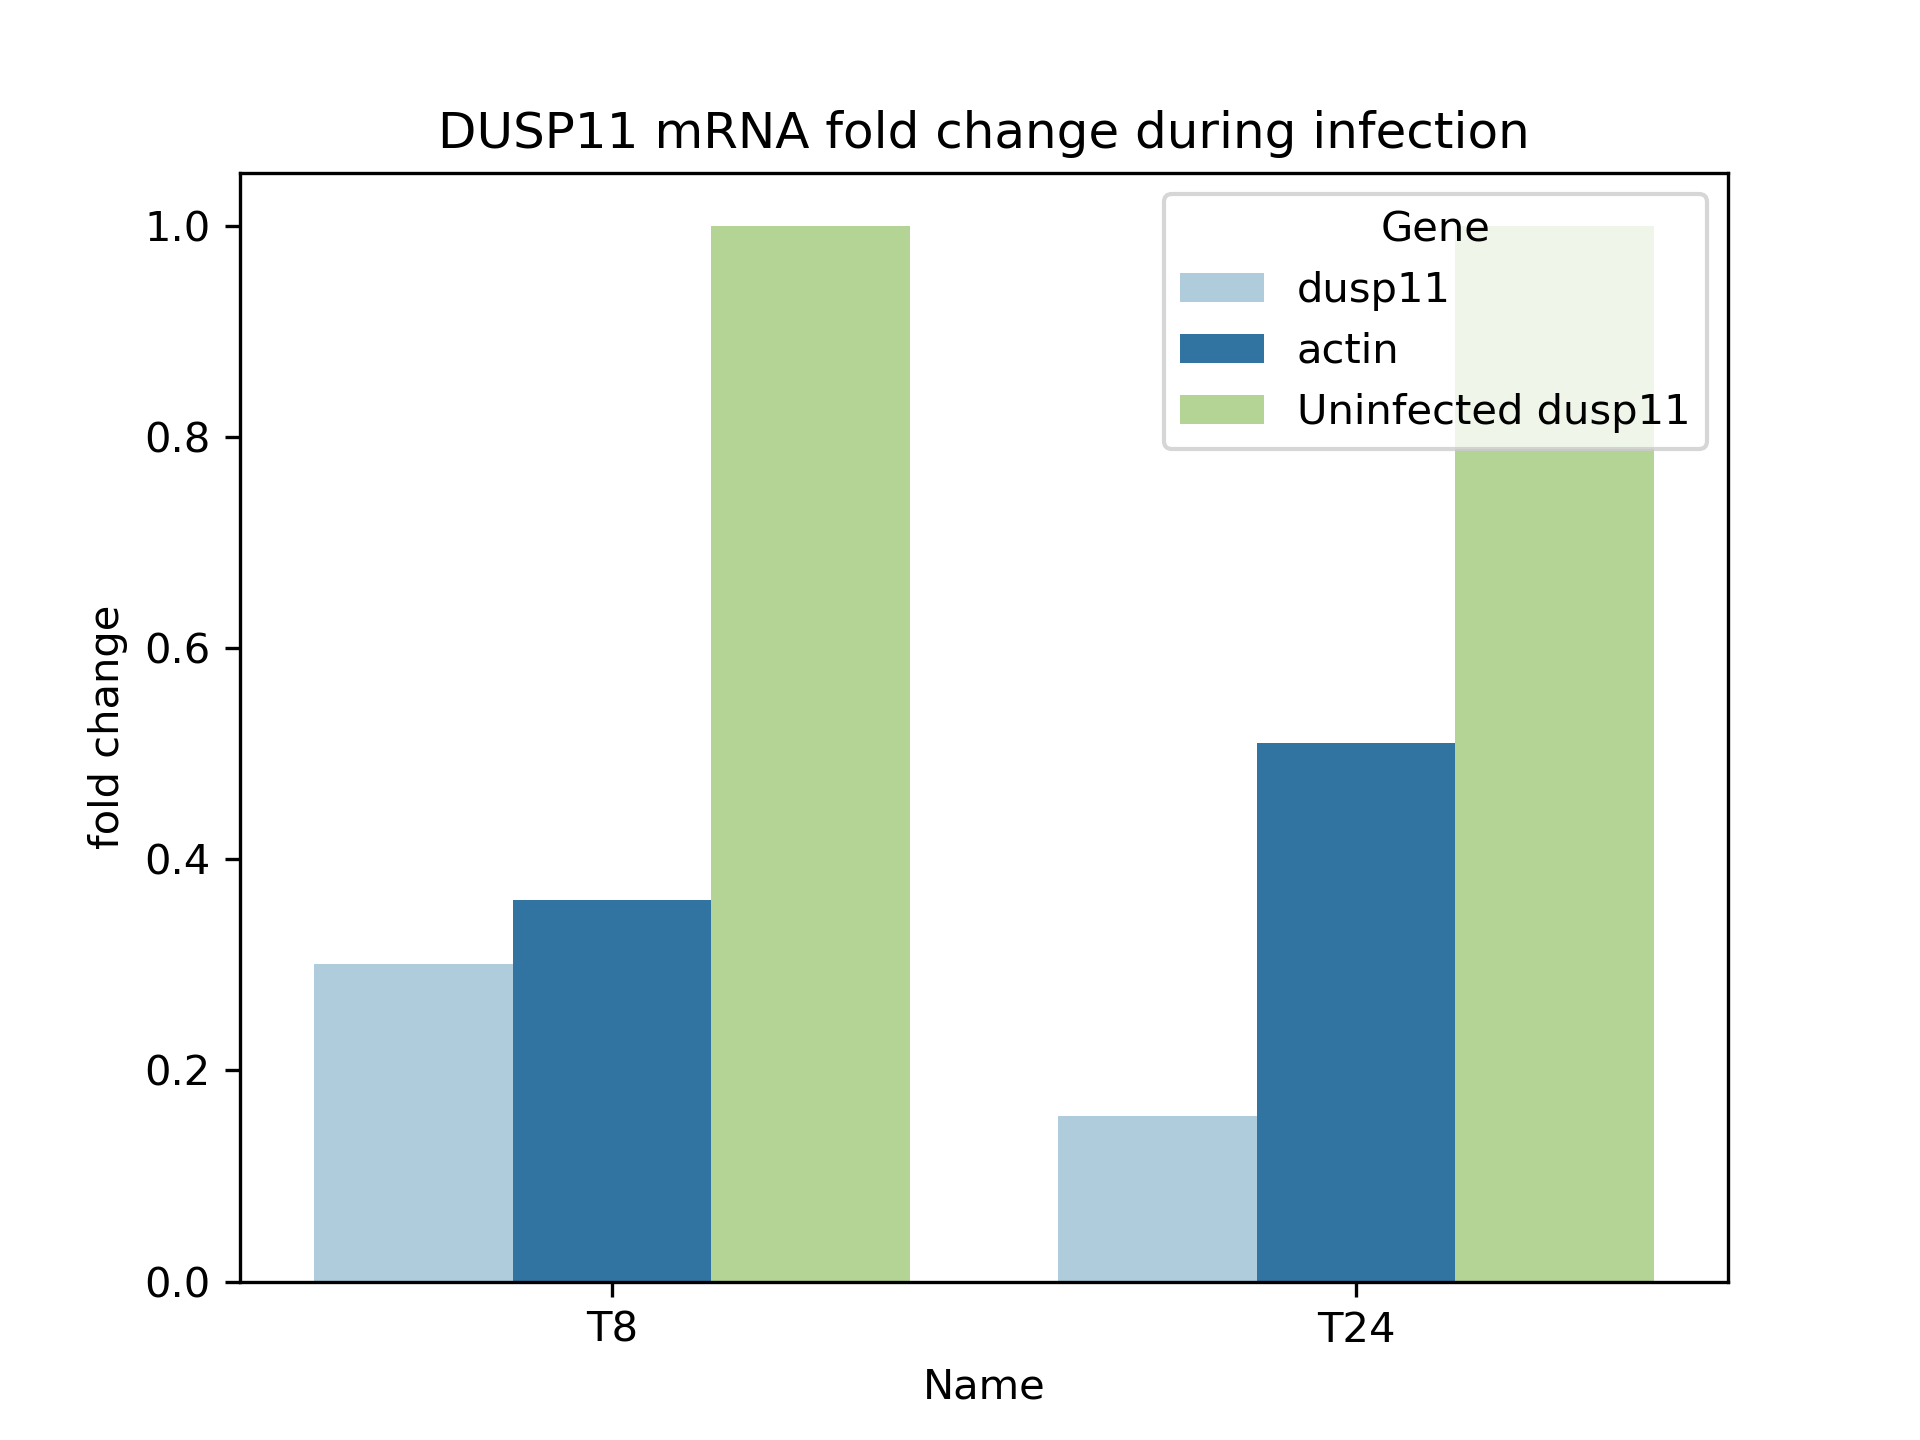 DUSP11 mRNA fold change during infection
1.0
0.8
0.6
0.4
0.2
0.0
fold change
Gene
dusp11
actin
Uninfected dusp11
T8
T24
Name